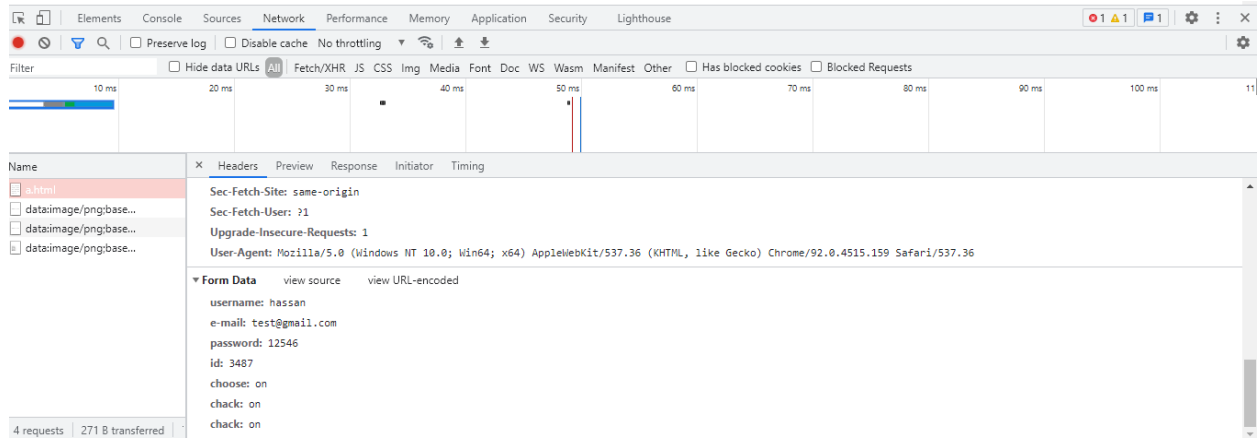 Elements Console Sources Network Performance Memory Application Security Lighthouse 1 1 1
Preserve log Disable cache No throttling
Filter Hide data URLs All Fetch/XHR JS CSS Img Media Font Doc WS Wasm Manifest Other Has blocked cookies Blocked Requests
10 ms 20 ms 30 ms 40 ms 50 ms 60 ms 70 ms 80 ms 90 ms 100 ms 11
Name × Headers Preview Response Initiator Timing
a.html
data:image/png;base...
data:image/png;base...
data:image/png;base...
Sec-Fetch-Site: same-origin
Sec-Fetch-User: ?1
Upgrade-Insecure-Requests: 1
User-Agent: Mozilla/5.0 (Windows NT 10.0; Win64; x64) AppleWebKit/537.36 (KHTML, like Gecko) Chrome/92.0.4515.159 Safari/537.36
Form Data view source view URL-encoded
username: hassan
e-mail: test@gmail.com
password: 12546
id: 3487
choose: on
chack: on
chack: on
4 requests 271 B transferred